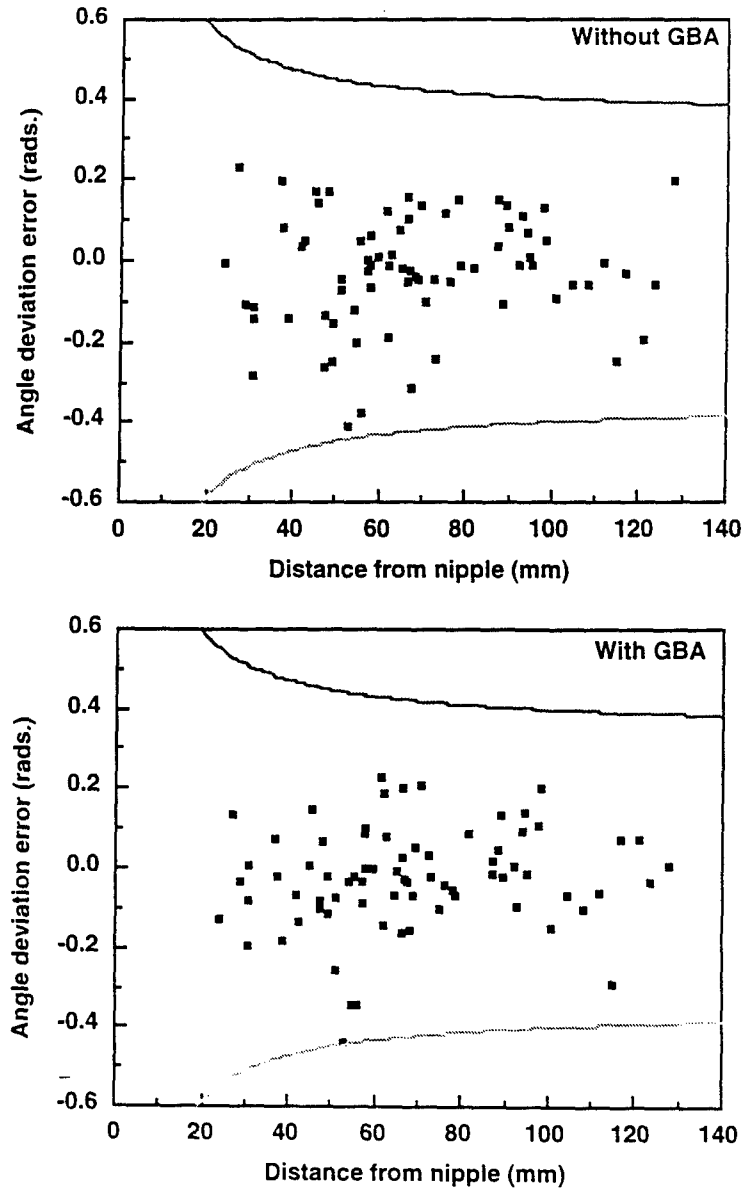 Without GBA
Angle deviation error (rads.)
0.6
0.4
0.2
0.0
-0.2
-0.4
-0.6
0 20 40 60 80 100 120 140
Distance from nipple (mm)
With GBA
Angle deviation error (rads.)
0.6
0.4
0.2
0.0
-0.2
-0.4
-0.6
0 20 40 60 80 100 120 140
Distance from nipple (mm)